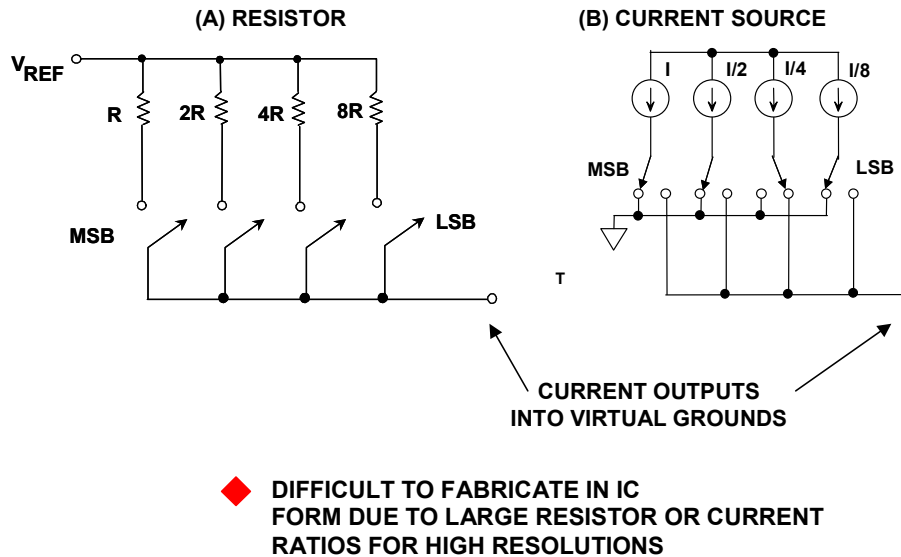 (A) RESISTOR
VREF
R
2R
4R
8R
MSB
LSB
(B) CURRENT SOURCE
I
I/2
I/4
I/8
MSB
LSB
T
CURRENT OUTPUTS
INTO VIRTUAL GROUNDS
DIFFICULT TO FABRICATE IN IC
FORM DUE TO LARGE RESISTOR OR CURRENT
RATIOS FOR HIGH RESOLUTIONS